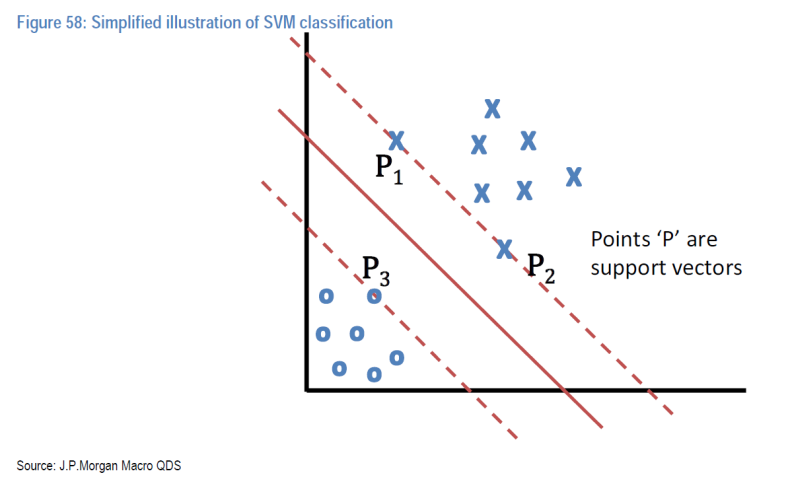 Figure 58: Simplified illustration of SVM classification
X
X
X X
P₁
X
X X
X
P₂
Points ‘P’ are
support vectors
P₃
o o
o o
o
o
o
Source: J.P.Morgan Macro QDS